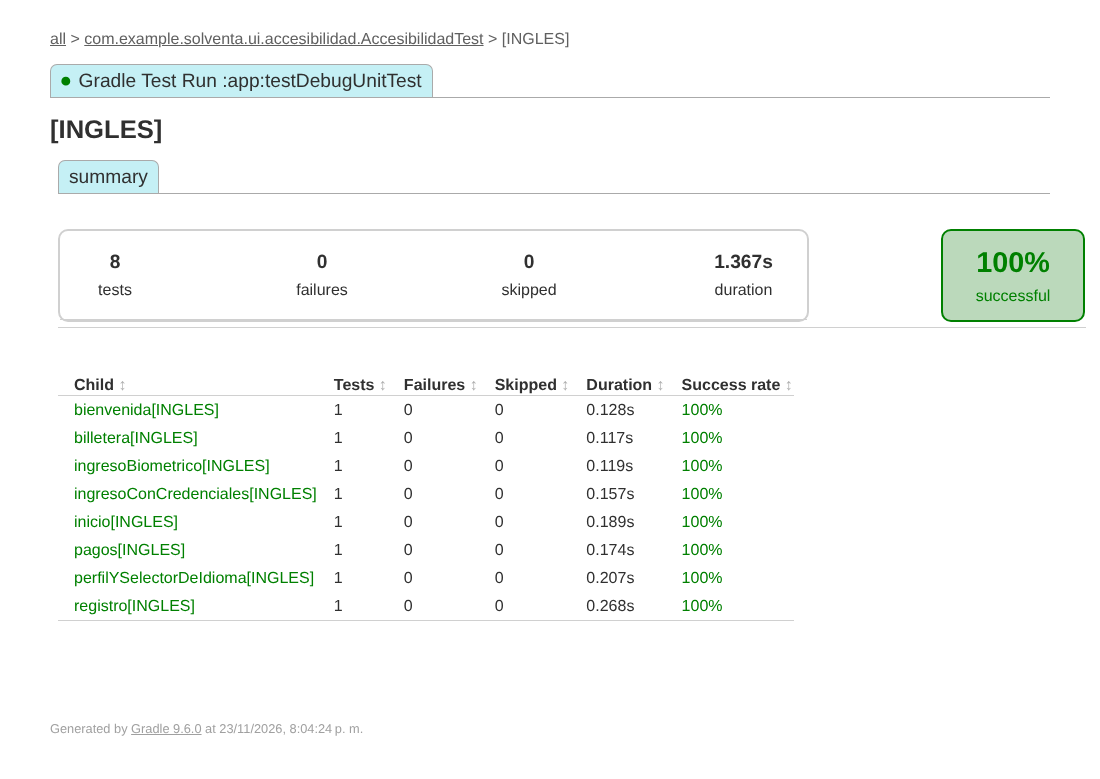 all > com.example.solventa.ui.accesibilidad.AccesibilidadTest > [INGLES]
● Gradle Test Run :app:testDebugUnitTest
[INGLES]
summary
8 0 0 1.367s 100%
tests failures skipped duration successful
Child ↕ Tests ↕ Failures ↕ Skipped ↕ Duration ↕ Success rate ↕
bienvenida[INGLES] 1 0 0 0.128s 100%
billetera[INGLES] 1 0 0 0.117s 100%
ingresoBiometrico[INGLES] 1 0 0 0.119s 100%
ingresoConCredenciales[INGLES] 1 0 0 0.157s 100%
inicio[INGLES] 1 0 0 0.189s 100%
pagos[INGLES] 1 0 0 0.174s 100%
perfilYSelectorDeIdioma[INGLES] 1 0 0 0.207s 100%
registro[INGLES] 1 0 0 0.268s 100%
Generated by Gradle 9.6.0 at 23/11/2026, 8:04:24 p. m.